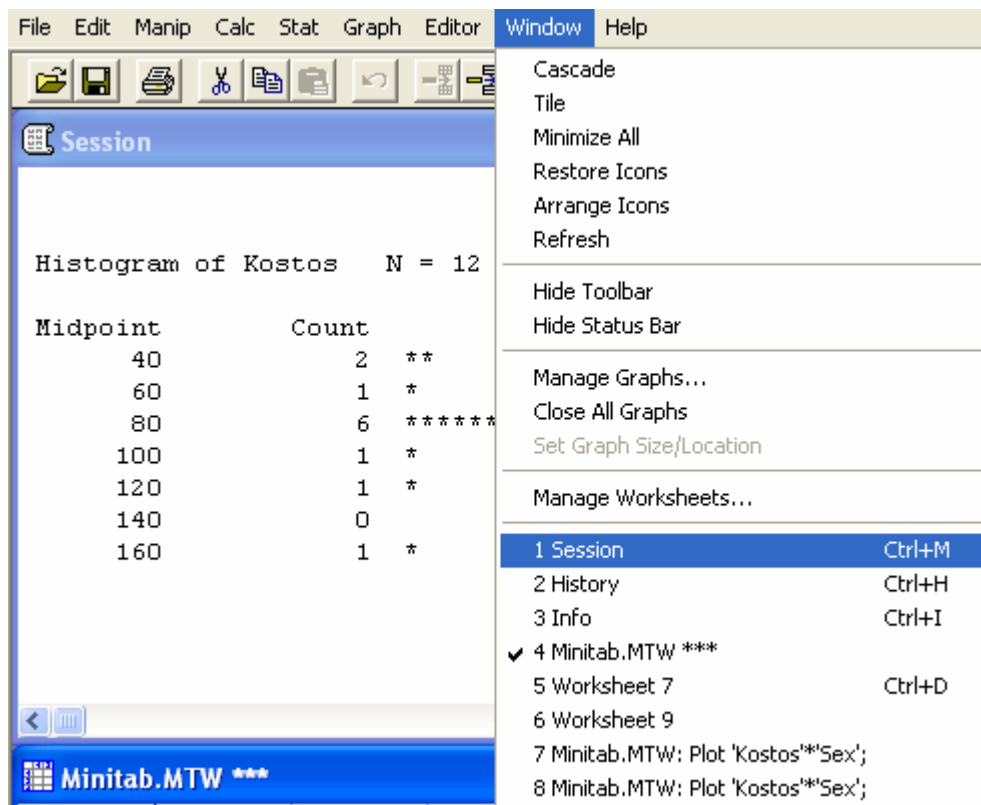 File Edit Manip Calc Stat Graph Editor Window Help
Session
Histogram of Kostos N = 12
Midpoint Count
40 2 **
60 1 *
80 6 ******
100 1 *
120 1 *
140 0
160 1 *
Minitab.MTW ***
Cascade
Tile
Minimize All
Restore Icons
Arrange Icons
Refresh
Hide Toolbar
Hide Status Bar
Manage Graphs...
Close All Graphs
Set Graph Size/Location
Manage Worksheets...
1 Session Ctrl+M
2 History Ctrl+H
3 Info Ctrl+I
4 Minitab.MTW ***
5 Worksheet 7 Ctrl+D
6 Worksheet 9
7 Minitab.MTW: Plot 'Kostos'*'Sex';
8 Minitab.MTW: Plot 'Kostos'*'Sex';